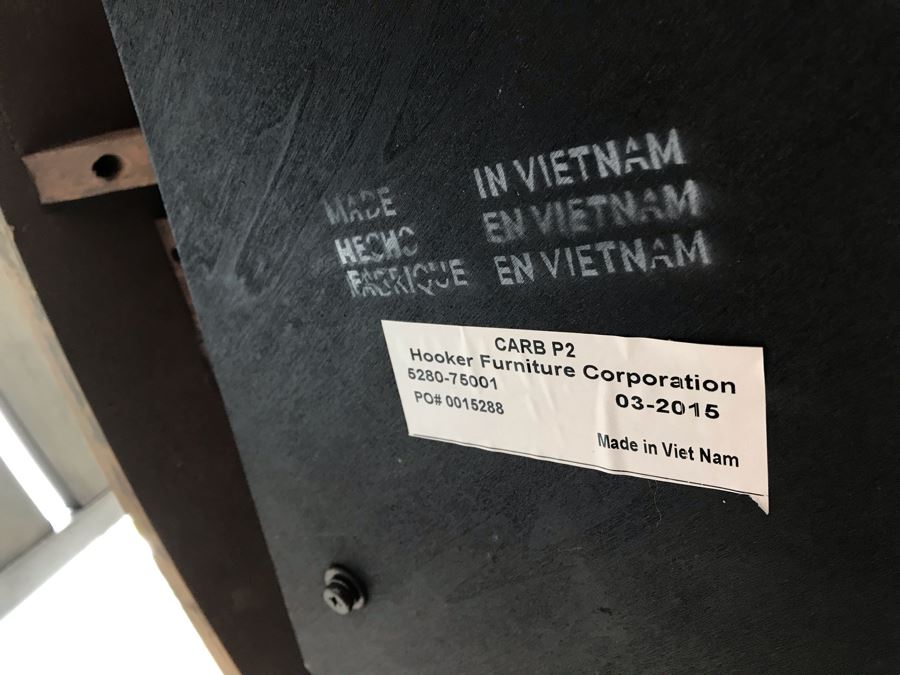 MADE IN VIETNAM
HECHO EN VIETNAM
FABRIQUE EN VIETNAM
CARB P2
Hooker Furniture Corporation
5280-75001
03-2015
PO# 0015288
Made in Viet Nam